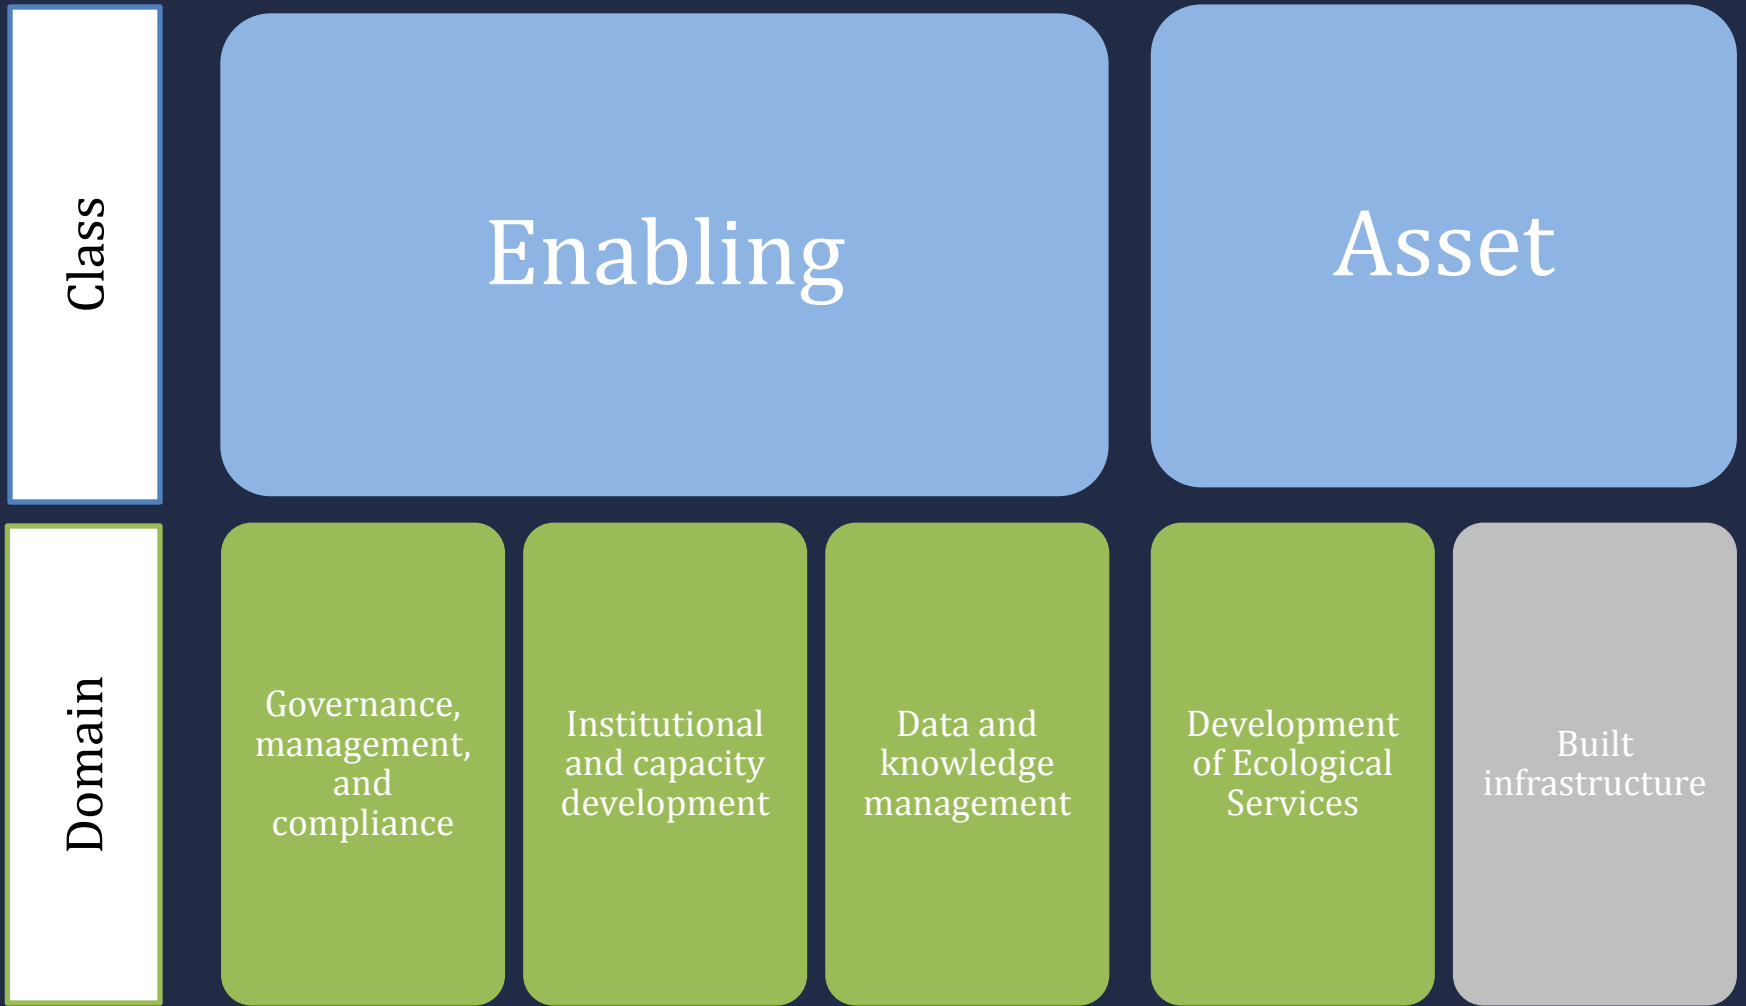 Class
Enabling
Asset
Domain
Governance,
management,
and
compliance
Institutional
and capacity
development
Data and
knowledge
management
Development
of Ecological
Services
Built
infrastructure